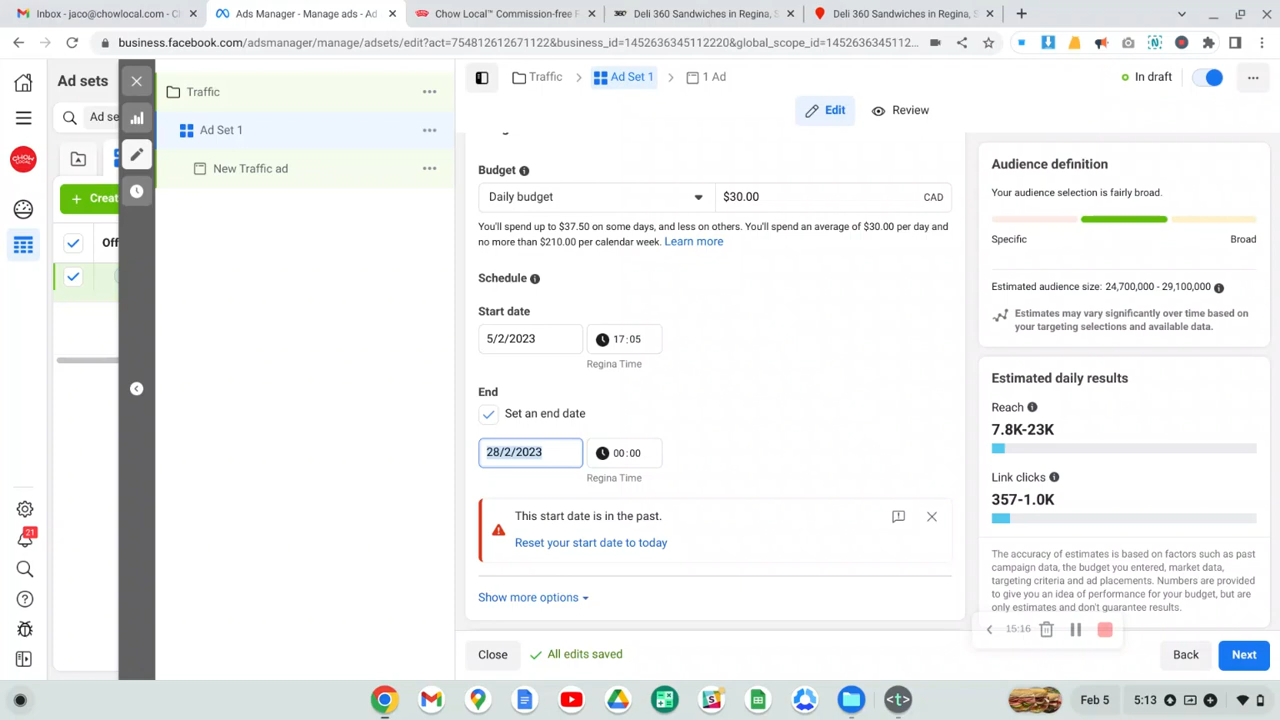 Inbox - jaco@chowlocal.com - C
Ads Manager - Manage ads - Ad
Chow Local™ Commission-free F
Deli 360 Sandwiches in Regina, S
Deli 360 Sandwiches in Regina, S
business.facebook.com/adsmanager/manage/adsets/edit?act=754812612671122&business_id=1452636345112220&global_scope_id=1452636345112...
Ad sets
Ad se
Creat
Off
21
CHOW LOCAL
Traffic
Ad Set 1
New Traffic ad
Traffic
Ad Set 1
1 Ad
In draft
Edit
Review
Budget
Daily budget
$30.00
CAD
You'll spend up to $37.50 on some days, and less on others. You'll spend an average of $30.00 per day and
no more than $210.00 per calendar week. Learn more
Schedule
Start date
5/2/2023
17:05
Regina Time
End
Set an end date
28/2/2023
00:00
Regina Time
This start date is in the past.
Reset your start date to today
Show more options
Close
All edits saved
Back
Next
Audience definition
Your audience selection is fairly broad.
Specific
Broad
Estimated audience size: 24,700,000 - 29,100,000
Estimates may vary significantly over time based on
your targeting selections and available data.
Estimated daily results
Reach
7.8K-23K
Link clicks
357-1.0K
The accuracy of estimates is based on factors such as past
campaign data, the budget you entered, market data,
targeting criteria and ad placements. Numbers are provided
to give you an idea of performance for your budget, but are
only estimates and don't guarantee results.
15:16
Feb 5
5:13